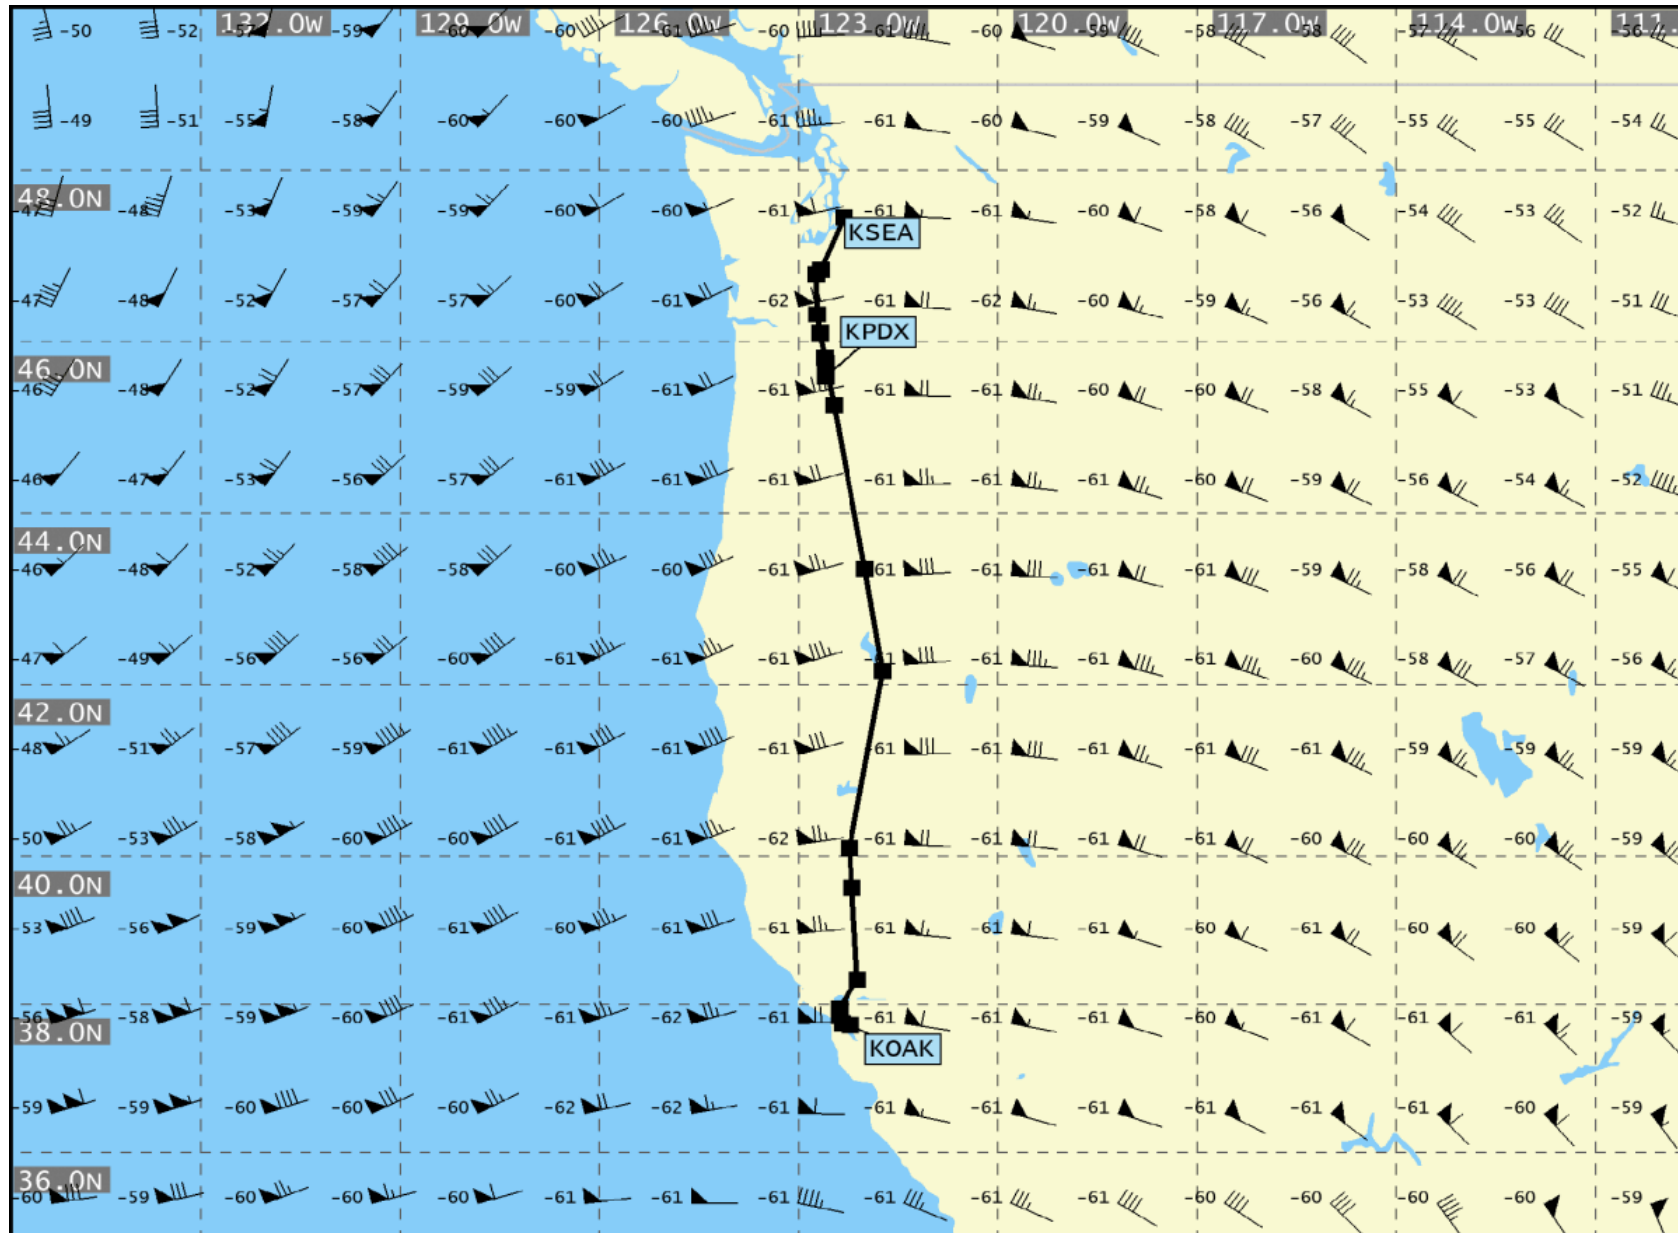 -50 -52 -57 132.0W -59 129.0W -60 -60 126.0W -61 -60 123.0W -61 -60 120.0W -59 -58 117.0W -58 -57 114.0W -56 -56 111.
-49 -51 -55 -58 -60 -60 -60 -61 -61 -60 -59 -58 -57 -55 -55 -54
48.0N
-47 -48 -53 -59 -59 -60 -60 -61 -61 -61 -60 -58 -56 -54 -53 -52
KSEA
-47 -48 -52 -57 -57 -60 -61 -62 -61 -62 -60 -59 -56 -53 -53 -51
KPDX
46.0N
-46 -48 -52 -57 -59 -59 -61 -61 -61 -61 -60 -60 -58 -55 -53 -51
-46 -47 -53 -56 -57 -61 -61 -61 -61 -61 -61 -60 -59 -56 -54 -52
44.0N
-46 -48 -52 -58 -58 -60 -60 -61 -61 -61 -61 -61 -59 -58 -56 -55
-47 -49 -56 -56 -60 -61 -61 -61 -61 -61 -61 -61 -60 -58 -57 -56
42.0N
-48 -51 -57 -59 -61 -61 -61 -61 -61 -61 -61 -61 -61 -59 -59 -59
-50 -53 -58 -60 -60 -61 -61 -62 -61 -61 -61 -61 -60 -60 -60 -59
40.0N
-53 -56 -59 -60 -61 -60 -61 -61 -61 -61 -61 -60 -61 -60 -60 -59
-56 -58 -59 -60 -61 -61 -62 -61 -61 -61 -61 -60 -61 -61 -61 -59
38.0N
KOAK
-59 -59 -60 -60 -60 -62 -62 -61 -61 -61 -61 -61 -61 -61 -60 -59
36.0N
-60 -59 -60 -60 -60 -61 -61 -61 -61 -61 -61 -60 -60 -60 -60 -59